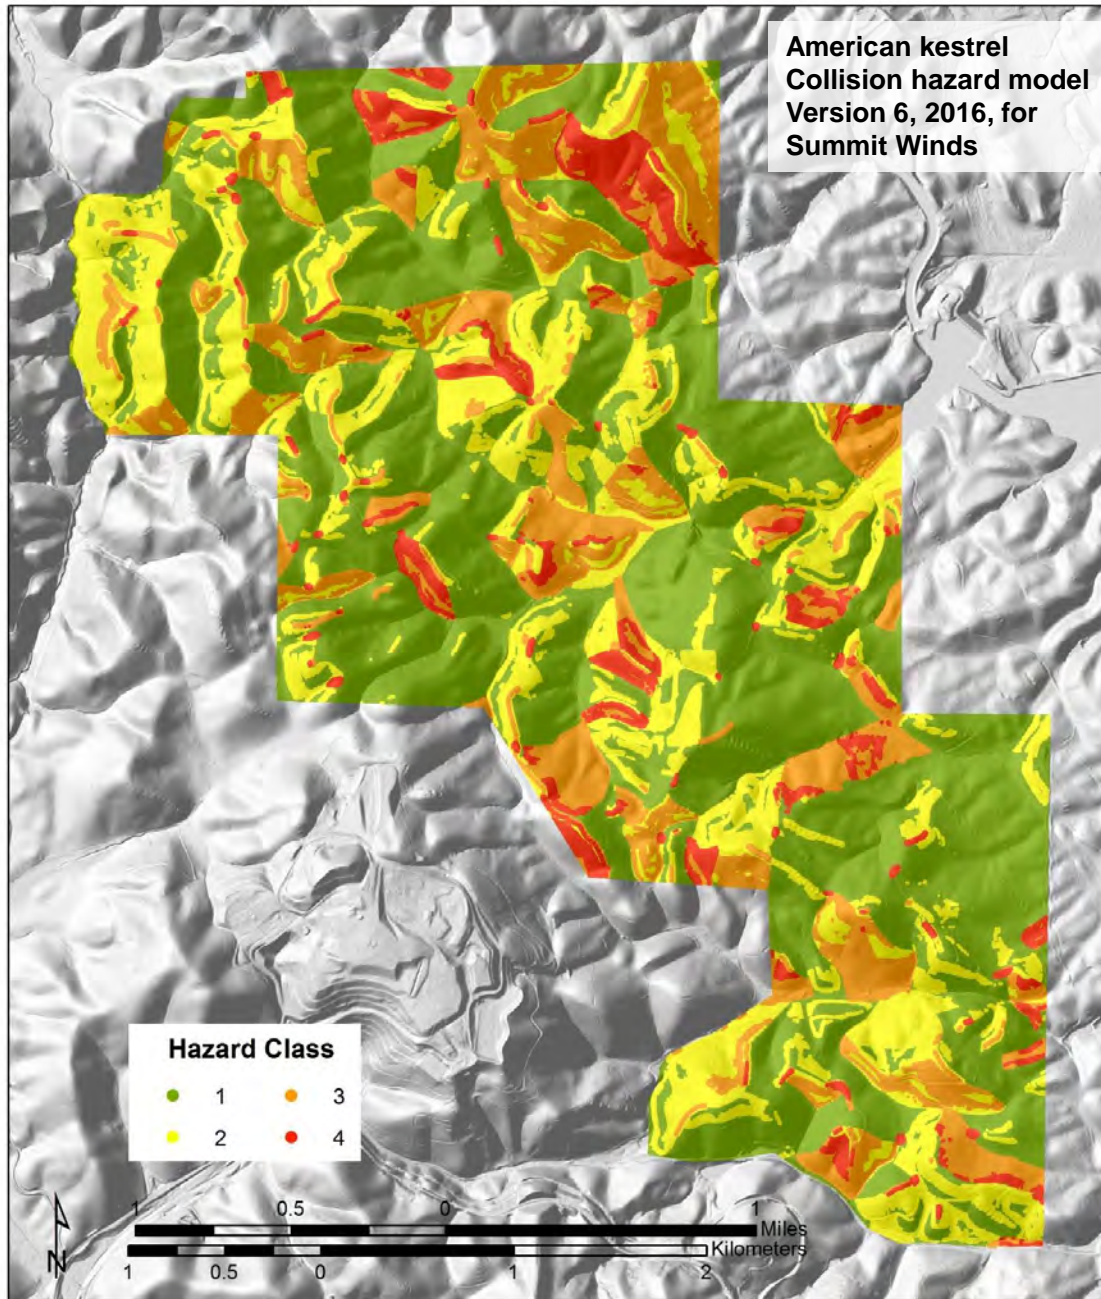 American kestrel
Collision hazard model
Version 6, 2016, for
Summit Winds
Hazard Class
1 3
2 4
1 0.5 0 1 Miles
Kilometers
1 0.5 0 1 2
N